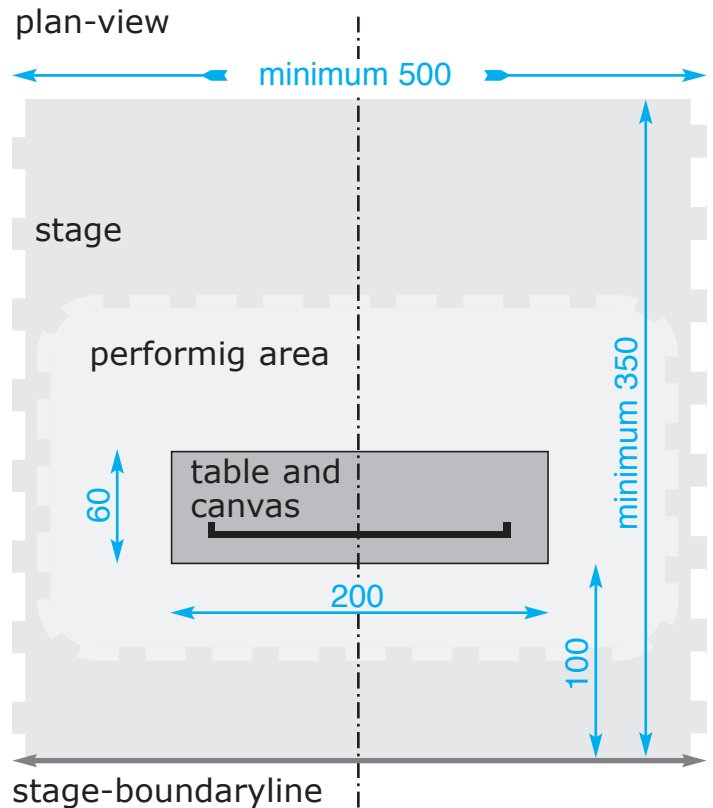 plan-view
minimum 500
stage
performig area
minimum 350
table and
canvas
60
200
100
stage-boundaryline